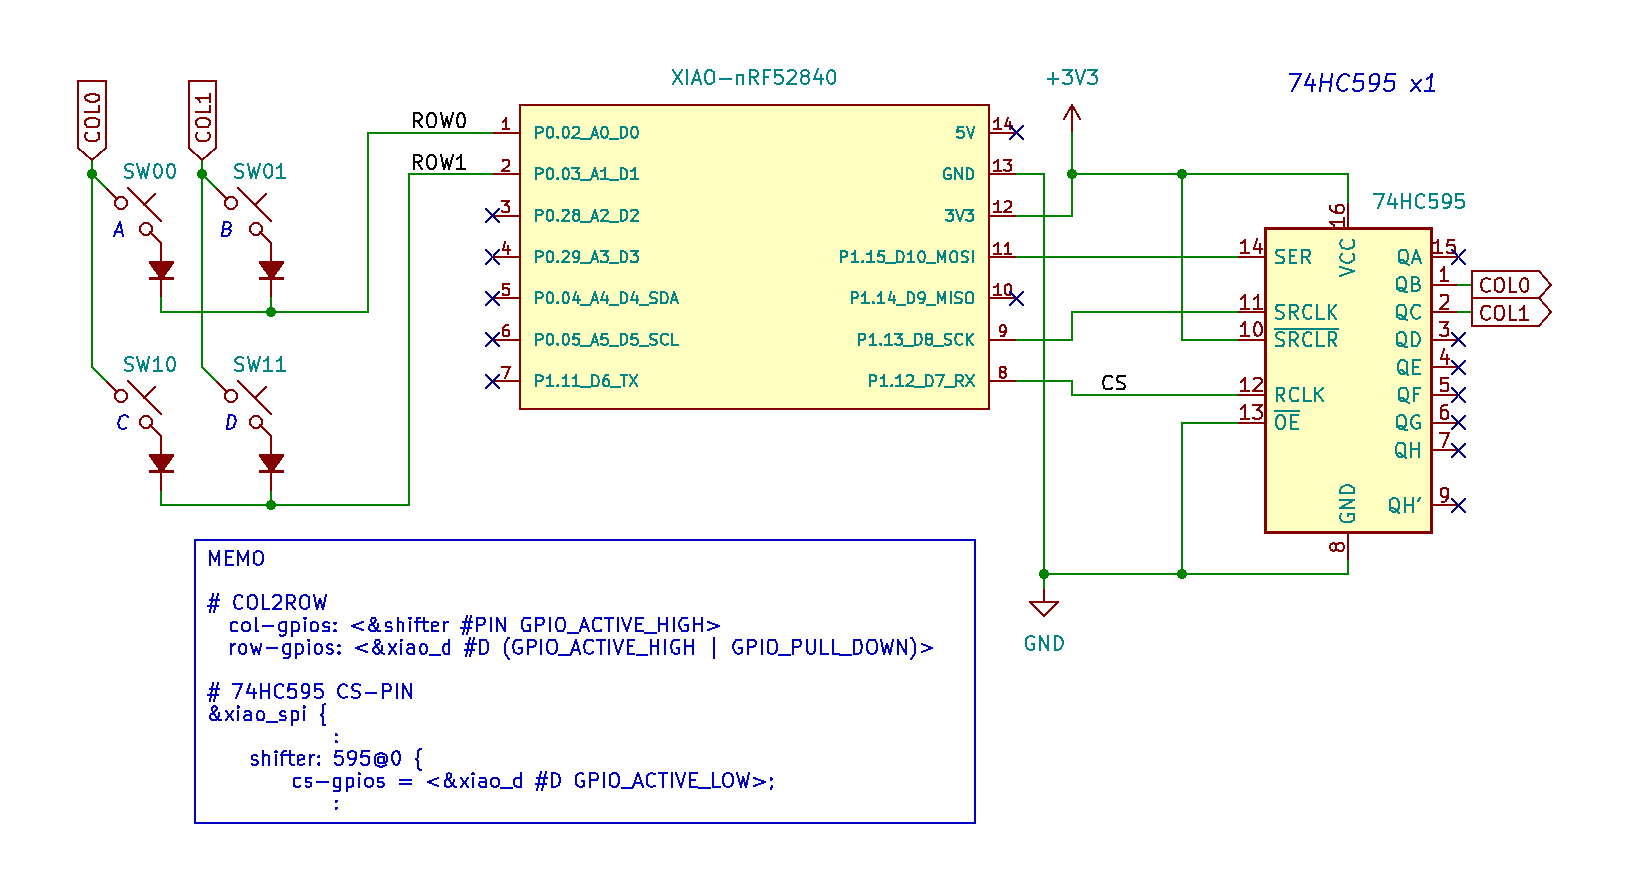 XIAO-nRF52840
+3V3
74HC595 x1
COL0
COL1
ROW0
ROW1
SW00
SW01
A
B
SW10
SW11
C
D
1 P0.02_A0_D0
2 P0.03_A1_D1
3 P0.28_A2_D2
4 P0.29_A3_D3
5 P0.04_A4_D4_SDA
6 P0.05_A5_D5_SCL
7 P1.11_D6_TX
5V 14
GND 13
3V3 12
P1.15_D10_MOSI 11
P1.14_D9_MISO 10
P1.13_D8_SCK 9
P1.12_D7_RX 8
CS
GND
74HC595
16
VCC
14 SER
11 SRCLK
10 SRCLR
12 RCLK
13 OE
QA 15
QB 1
QC 2
QD 3
QE 4
QF 5
QG 6
QH 7
QH' 9
GND
8
COL0
COL1
MEMO
# COL2ROW
col-gpios: <&shifter #PIN GPIO_ACTIVE_HIGH>
row-gpios: <&xiao_d #D (GPIO_ACTIVE_HIGH | GPIO_PULL_DOWN)>
# 74HC595 CS-PIN
&xiao_spi {
:
shifter: 595@0 {
cs-gpios = <&xiao_d #D GPIO_ACTIVE_LOW>;
: